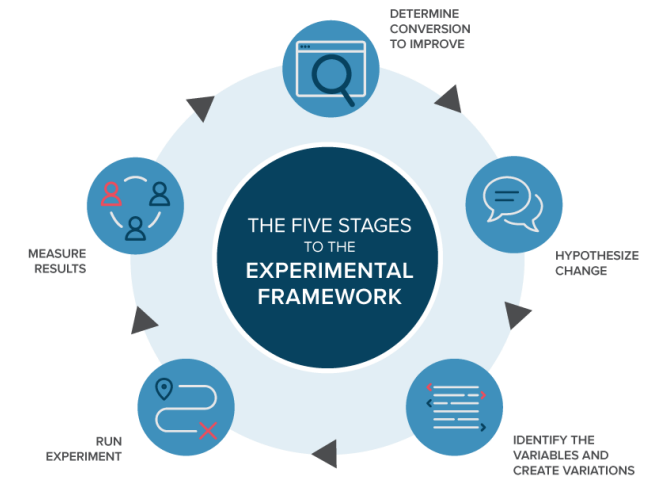 DETERMINE
CONVERSION
TO IMPROVE
HYPOTHESIZE
CHANGE
IDENTIFY THE
VARIABLES AND
CREATE VARIATIONS
RUN
EXPERIMENT
MEASURE
RESULTS
THE FIVE STAGES
TO THE
EXPERIMENTAL
FRAMEWORK